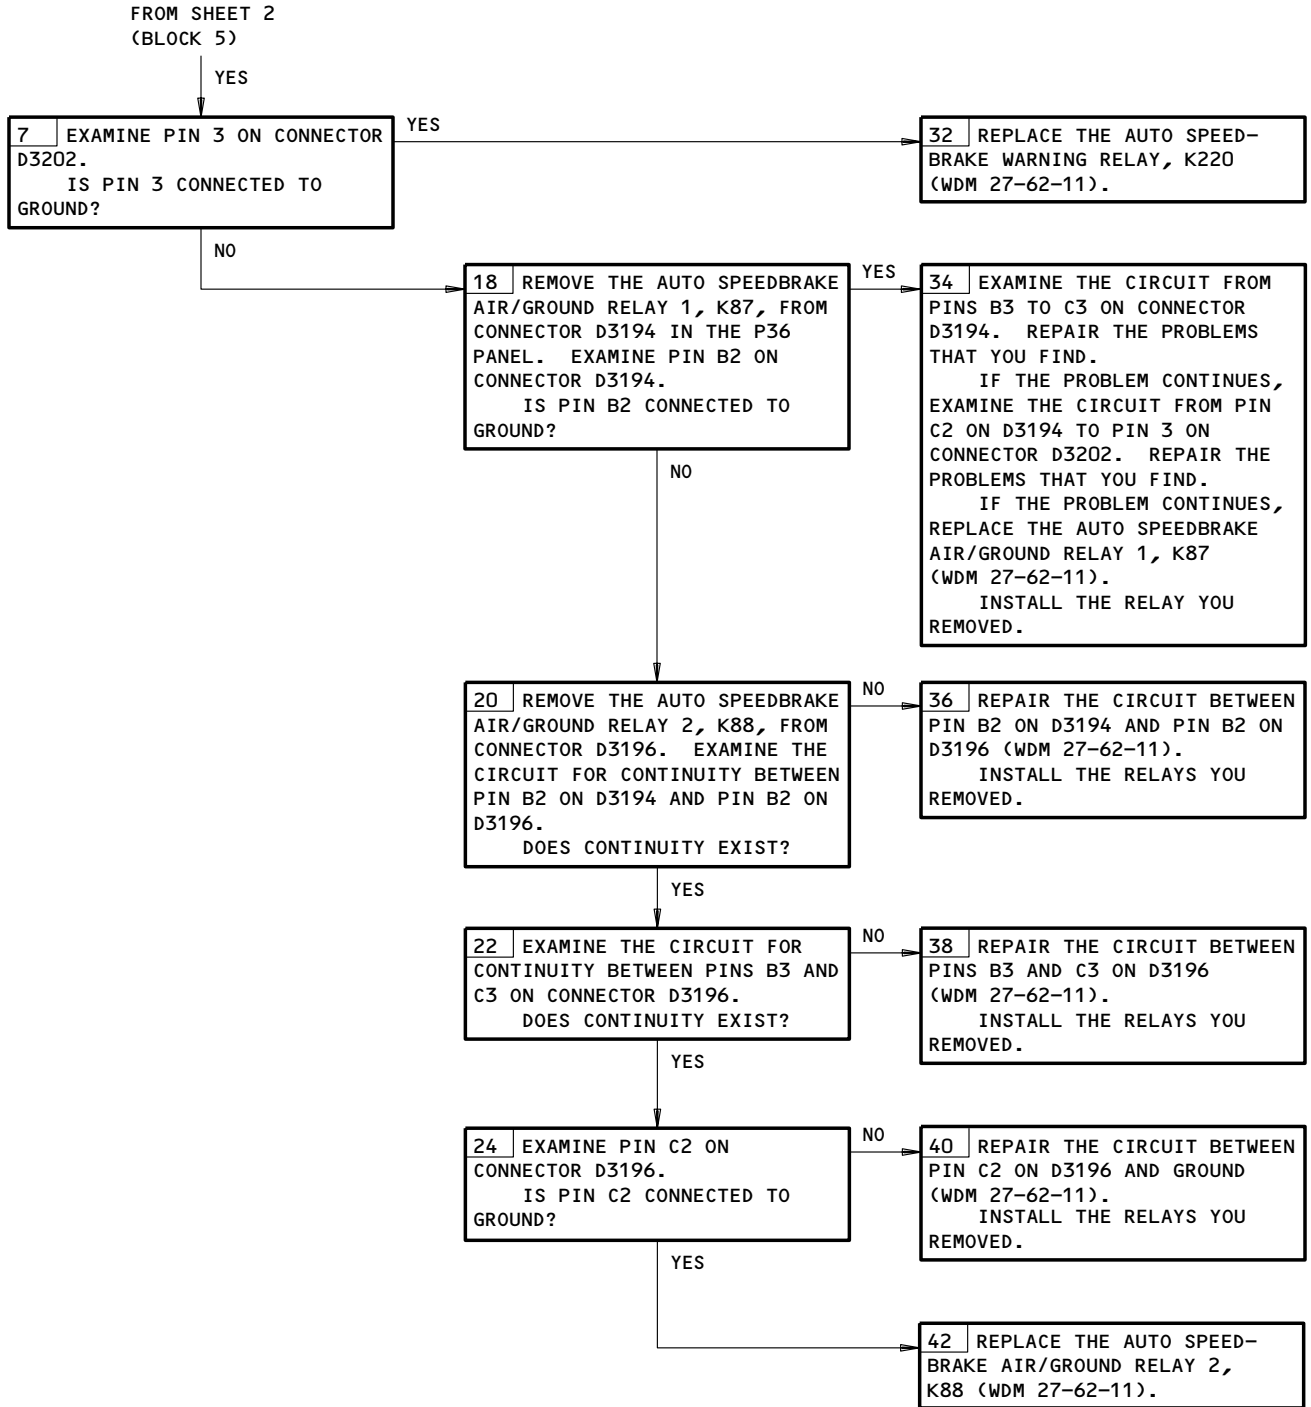 FROM SHEET 2
(BLOCK 5)
YES
7 EXAMINE PIN 3 ON CONNECTOR
D3202.
IS PIN 3 CONNECTED TO
GROUND?
YES
32 REPLACE THE AUTO SPEED-
BRAKE WARNING RELAY, K220
(WDM 27-62-11).
NO
18 REMOVE THE AUTO SPEEDBRAKE
AIR/GROUND RELAY 1, K87, FROM
CONNECTOR D3194 IN THE P36
PANEL. EXAMINE PIN B2 ON
CONNECTOR D3194.
IS PIN B2 CONNECTED TO
GROUND?
YES
34 EXAMINE THE CIRCUIT FROM
PINS B3 TO C3 ON CONNECTOR
D3194. REPAIR THE PROBLEMS
THAT YOU FIND.
IF THE PROBLEM CONTINUES,
EXAMINE THE CIRCUIT FROM PIN
C2 ON D3194 TO PIN 3 ON
CONNECTOR D3202. REPAIR THE
PROBLEMS THAT YOU FIND.
IF THE PROBLEM CONTINUES,
REPLACE THE AUTO SPEEDBRAKE
AIR/GROUND RELAY 1, K87
(WDM 27-62-11).
INSTALL THE RELAY YOU
REMOVED.
NO
20 REMOVE THE AUTO SPEEDBRAKE
AIR/GROUND RELAY 2, K88, FROM
CONNECTOR D3196. EXAMINE THE
CIRCUIT FOR CONTINUITY BETWEEN
PIN B2 ON D3194 AND PIN B2 ON
D3196.
DOES CONTINUITY EXIST?
NO
36 REPAIR THE CIRCUIT BETWEEN
PIN B2 ON D3194 AND PIN B2 ON
D3196 (WDM 27-62-11).
INSTALL THE RELAYS YOU
REMOVED.
YES
22 EXAMINE THE CIRCUIT FOR
CONTINUITY BETWEEN PINS B3 AND
C3 ON CONNECTOR D3196.
DOES CONTINUITY EXIST?
NO
38 REPAIR THE CIRCUIT BETWEEN
PINS B3 AND C3 ON D3196
(WDM 27-62-11).
INSTALL THE RELAYS YOU
REMOVED.
YES
24 EXAMINE PIN C2 ON
CONNECTOR D3196.
IS PIN C2 CONNECTED TO
GROUND?
NO
40 REPAIR THE CIRCUIT BETWEEN
PIN C2 ON D3196 AND GROUND
(WDM 27-62-11).
INSTALL THE RELAYS YOU
REMOVED.
YES
42 REPLACE THE AUTO SPEED-
BRAKE AIR/GROUND RELAY 2,
K88 (WDM 27-62-11).